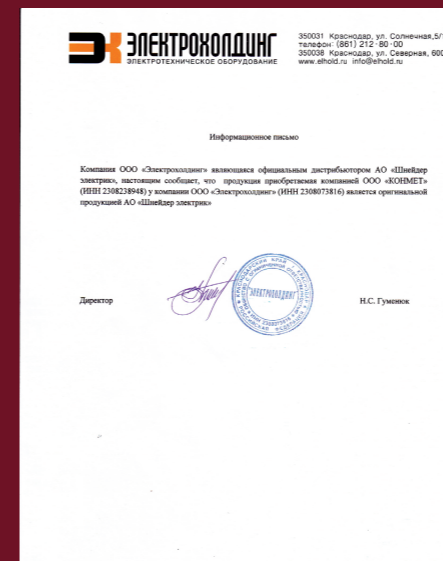 ЭЛЕКТРОХОЛДИНГ
ЭЛЕКТРОТЕХНИЧЕСКОЕ ОБОРУДОВАНИЕ
350031 Краснодар, ул. Солнечная,5/1
телефон: (861) 212-80-00
350038 Краснодар, ул. Северная, 600
www.elhold.ru info@elhold.ru
Информационное письмо
Компания ООО «Электрохолдинг» являющаяся официальным дистрибьютором АО «Шнейдер
электрик», настоящим сообщает, что продукция приобретвемая компанией ООО «КОНМЕТ»
(ИНН 2308238948) у компании ООО «Электрохолдинг» (ИНН 2308073816) является оригинальной
продукцией АО «Шнейдер электрик»
Директор
ЭЛЕКТРОХОЛДИНГ
Н.С. Гуменюк